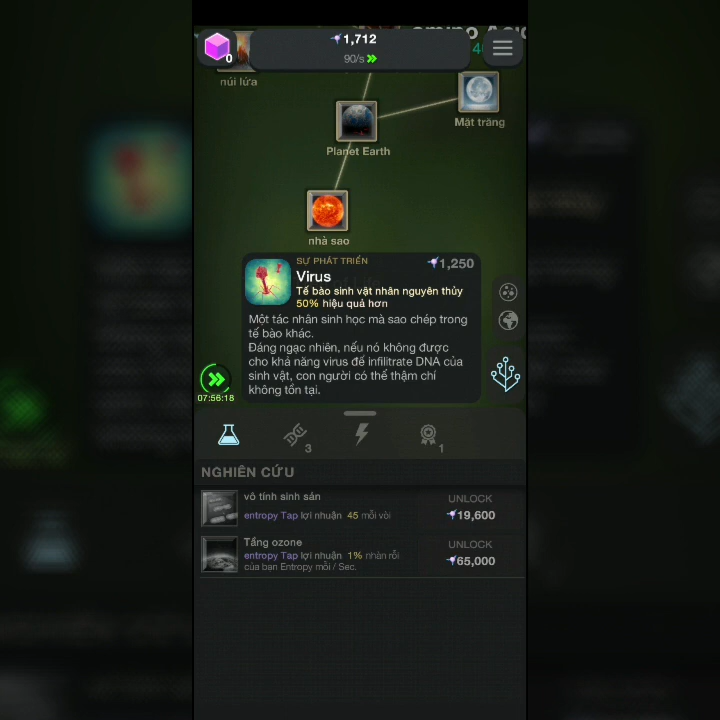 amino Acid
0
1,712
90/s
núi lửa
Mặt trăng
Planet Earth
nhà sao
SỰ PHÁT TRIỂN
1,250
Virus
Tế bào sinh vật nhân nguyên thủy
50% hiệu quả hơn
Một tác nhân sinh học mà sao chép trong
tế bào khác.
Đáng ngạc nhiên, nếu nó không được
cho khả năng virus để infiltrate DNA của
sinh vật, con người có thể thậm chí
không tồn tại.
07:56:18
3
1
NGHIÊN CỨU
vô tính sinh sản
entropy Tap lợi nhuận 45 mỗi vòi
UNLOCK
19,600
Tầng ozone
entropy Tap lợi nhuận 1% nhàn rỗi
của bạn Entropy mỗi / Sec.
UNLOCK
65,000